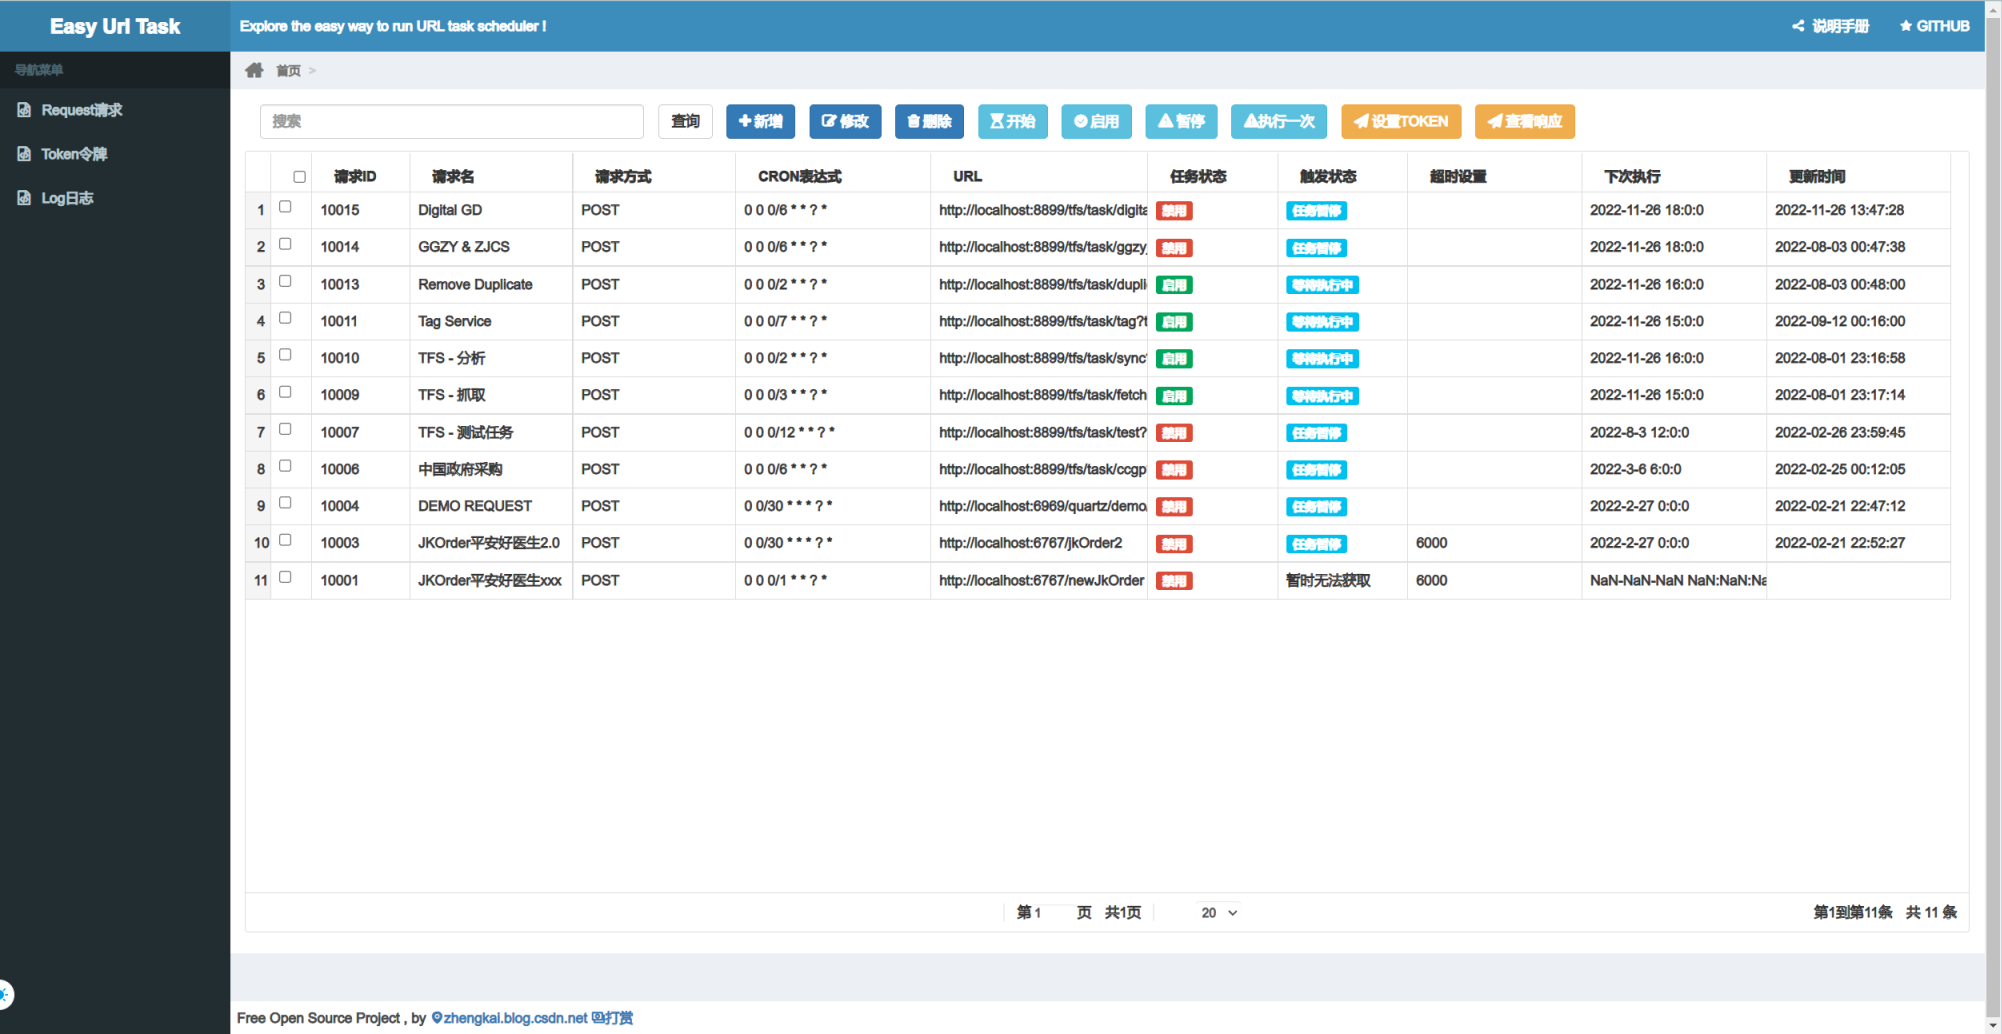 Easy Url Task
Explore the easy way to run URL task scheduler !
说明手册 GITHUB
导航菜单
首页 >
Request请求
Token令牌
Log日志
搜索 查询 新增 修改 删除 开始 启用 暂停 执行一次 设置TOKEN 查看响应
请求ID 请求名 请求方式 CRON表达式 URL 任务状态 触发状态 超时设置 下次执行 更新时间
1 10015 Digital GD POST 0 0 0/6 * * ? * http://localhost:8899/tfs/task/digita 禁用 任务暂停 2022-11-26 18:0:0 2022-11-26 13:47:28
2 10014 GGZY & ZJCS POST 0 0 0/6 * * ? * http://localhost:8899/tfs/task/ggzy_ 禁用 任务暂停 2022-11-26 18:0:0 2022-08-03 00:47:38
3 10013 Remove Duplicate POST 0 0 0/2 * * ? * http://localhost:8899/tfs/task/dupli 启用 等待执行中 2022-11-26 16:0:0 2022-08-03 00:48:00
4 10011 Tag Service POST 0 0 0/7 * * ? * http://localhost:8899/tfs/task/tag?t 启用 等待执行中 2022-11-26 15:0:0 2022-09-12 00:16:00
5 10010 TFS - 分析 POST 0 0 0/2 * * ? * http://localhost:8899/tfs/task/sync 启用 等待执行中 2022-11-26 16:0:0 2022-08-01 23:16:58
6 10009 TFS - 抓取 POST 0 0 0/3 * * ? * http://localhost:8899/tfs/task/fetch 启用 等待执行中 2022-11-26 15:0:0 2022-08-01 23:17:14
7 10007 TFS - 测试任务 POST 0 0 0/12 * * ? * http://localhost:8899/tfs/task/test? 禁用 任务暂停 2022-8-3 12:0:0 2022-02-26 23:59:45
8 10006 中国政府采购 POST 0 0 0/6 * * ? * http://localhost:8899/tfs/task/ccgp 禁用 任务暂停 2022-3-6 6:0:0 2022-02-25 00:12:05
9 10004 DEMO REQUEST POST 0 0/30 * * * ? * http://localhost:6969/quartz/demo 禁用 任务暂停 2022-2-27 0:0:0 2022-02-21 22:47:12
10 10003 JKOrder平安好医生2.0 POST 0 0/30 * * * ? * http://localhost:6767/jkOrder2 禁用 任务暂停 6000 2022-2-27 0:0:0 2022-02-21 22:52:27
11 10001 JKOrder平安好医生xxx POST 0 0 0/1 * * ? * http://localhost:6767/newJkOrder 禁用 暂时无法获取 6000 NaN-NaN-NaN NaN:NaN:Na
第 1 页 共1页 20 第1到第11条 共 11 条
Free Open Source Project , by zhengkai.blog.csdn.net 打赏